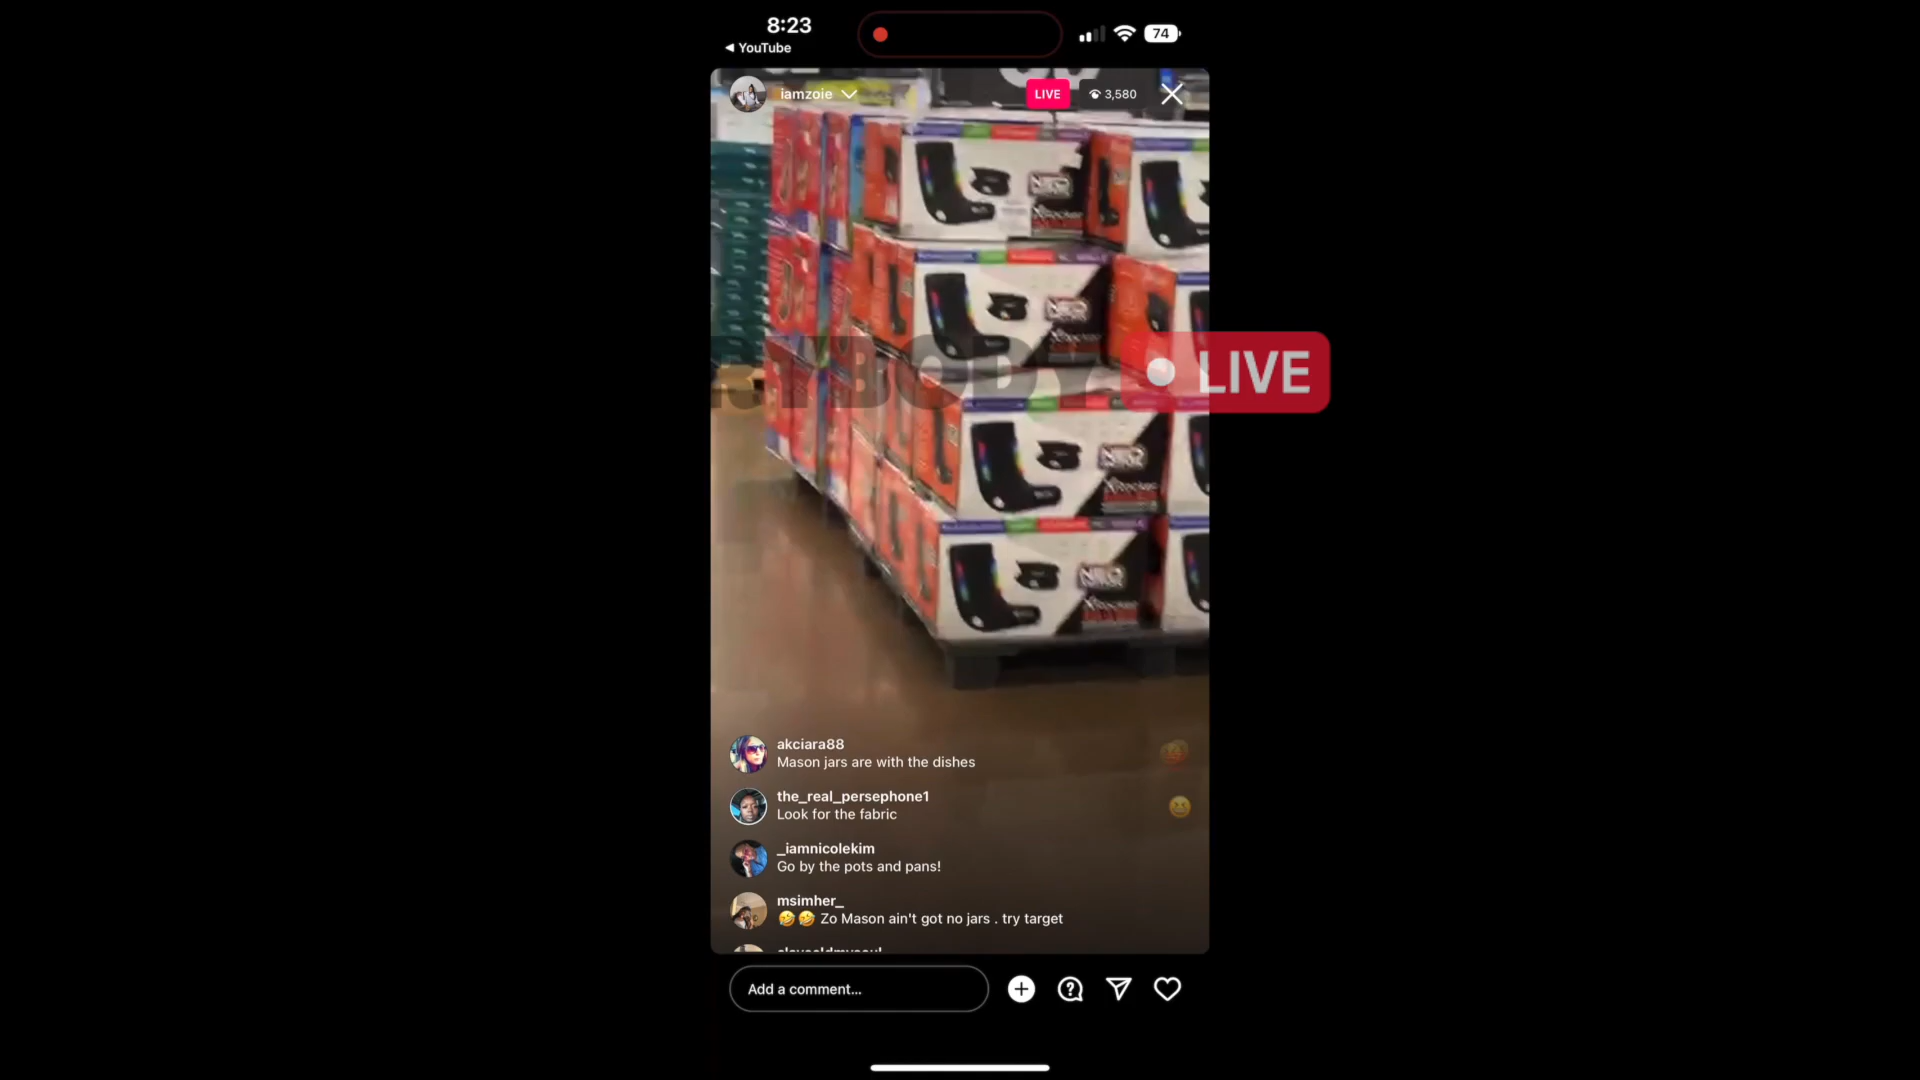 8:23
◀ YouTube
74
iamzoie
LIVE
3,580
RYBODY
LIVE
akciara88
Mason jars are with the dishes
the_real_persephone1
Look for the fabric
_iamnicolekim
Go by the pots and pans!
msimher_
🤣🤣 Zo Mason ain't got no jars . try target
Add a comment...